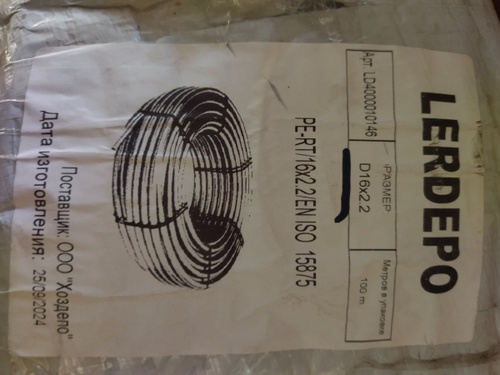 LERDEPO
Арт. LD4000010146
РАЗМЕР
Метров в упаковке
D16x2.2
100 m
PE-RT/16x2.2/EN ISO 15875
Поставщик: ООО "Хоздепо"
Дата изготовления: 25/09/2024